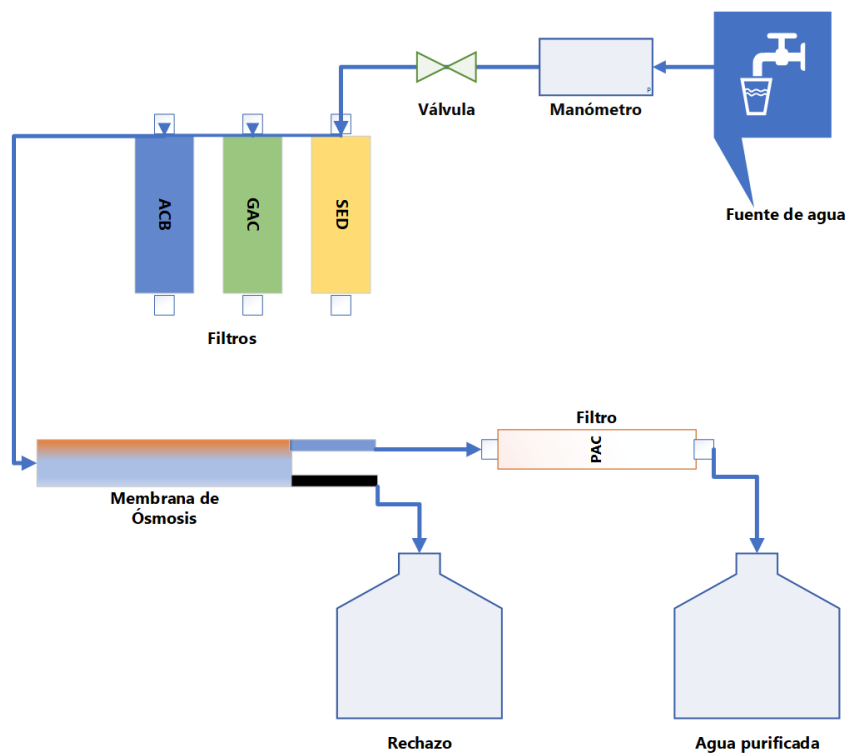 Válvula
Manómetro
P
Fuente de agua
ACB
GAC
SED
Filtros
Filtro
PAC
Membrana de
Ósmosis
Rechazo
Agua purificada